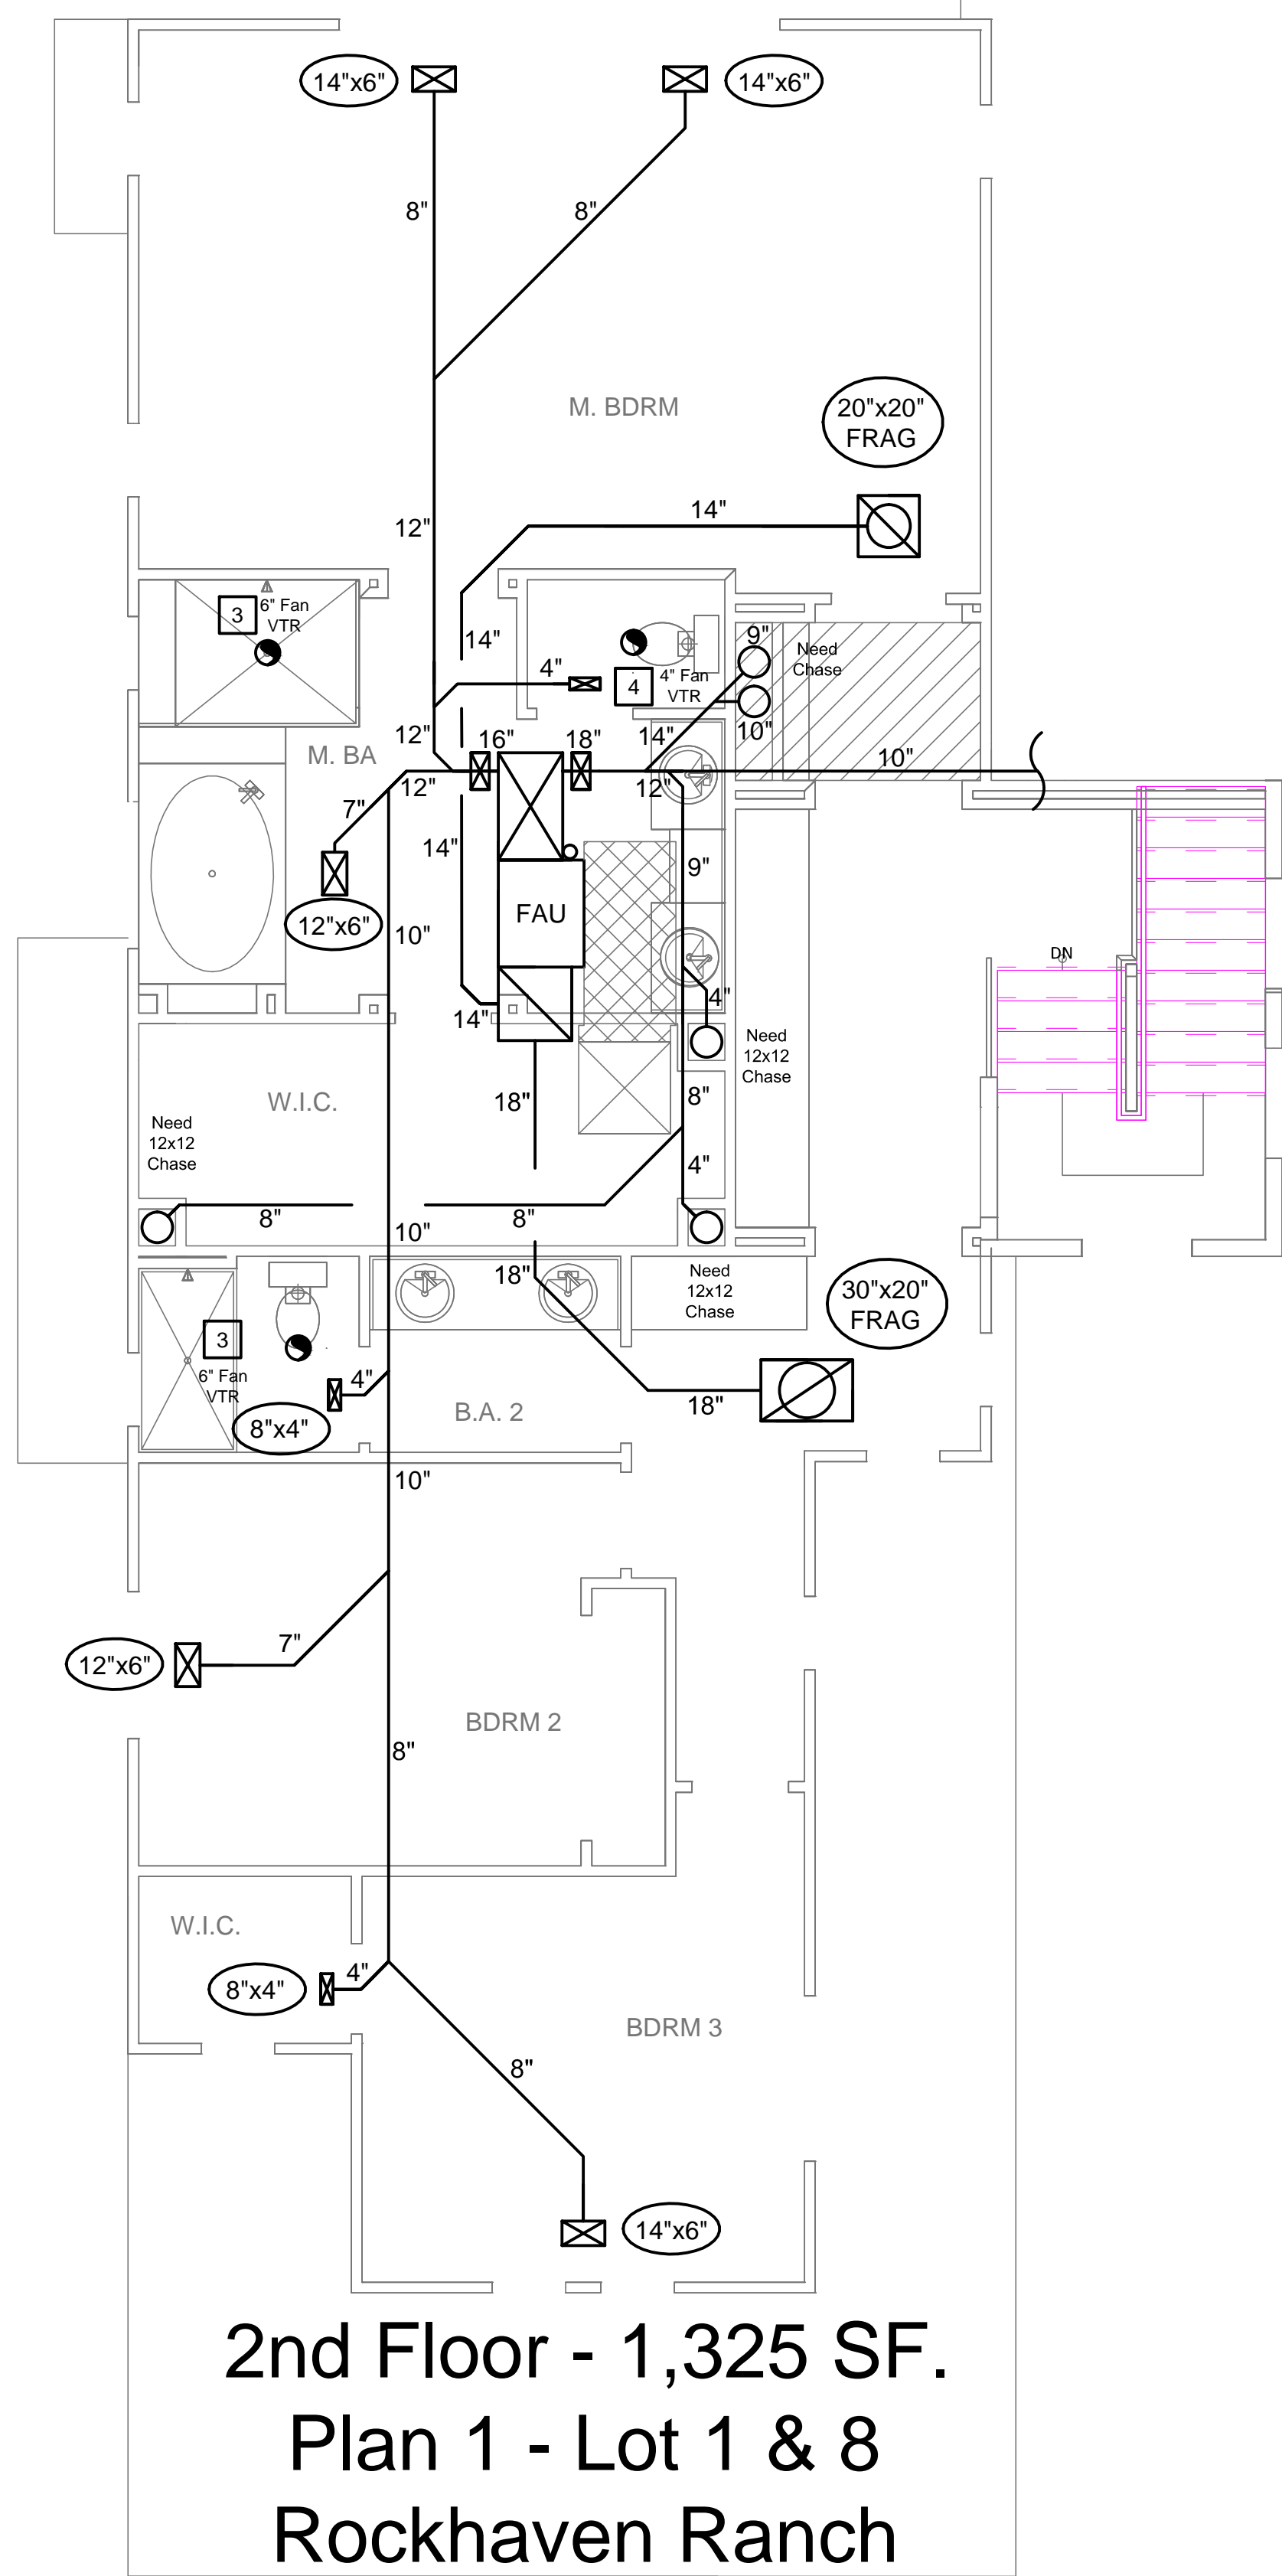 14"x6"
14"x6"
8"
8"
M. BDRM
20"x20"
FRAG
14"
12"
3
6" Fan
VTR
14"
4"
4
4" Fan
VTR
9"
Need
Chase
10"
M. BA
12"
16"
18"
14"
10"
12"
12"
7"
14"
9"
FAU
12"x6"
10"
DN
4"
14"
Need
12x12
Chase
W.I.C.
18"
8"
Need
12x12
Chase
4"
8"
10"
8"
18"
Need
12x12
Chase
30"x20"
FRAG
3
6" Fan
VTR
4"
8"x4"
B.A. 2
18"
10"
12"x6"
7"
BDRM 2
8"
W.I.C.
8"x4"
4"
BDRM 3
8"
14"x6"
2nd Floor - 1,325 SF.
Plan 1 - Lot 1 & 8
Rockhaven Ranch